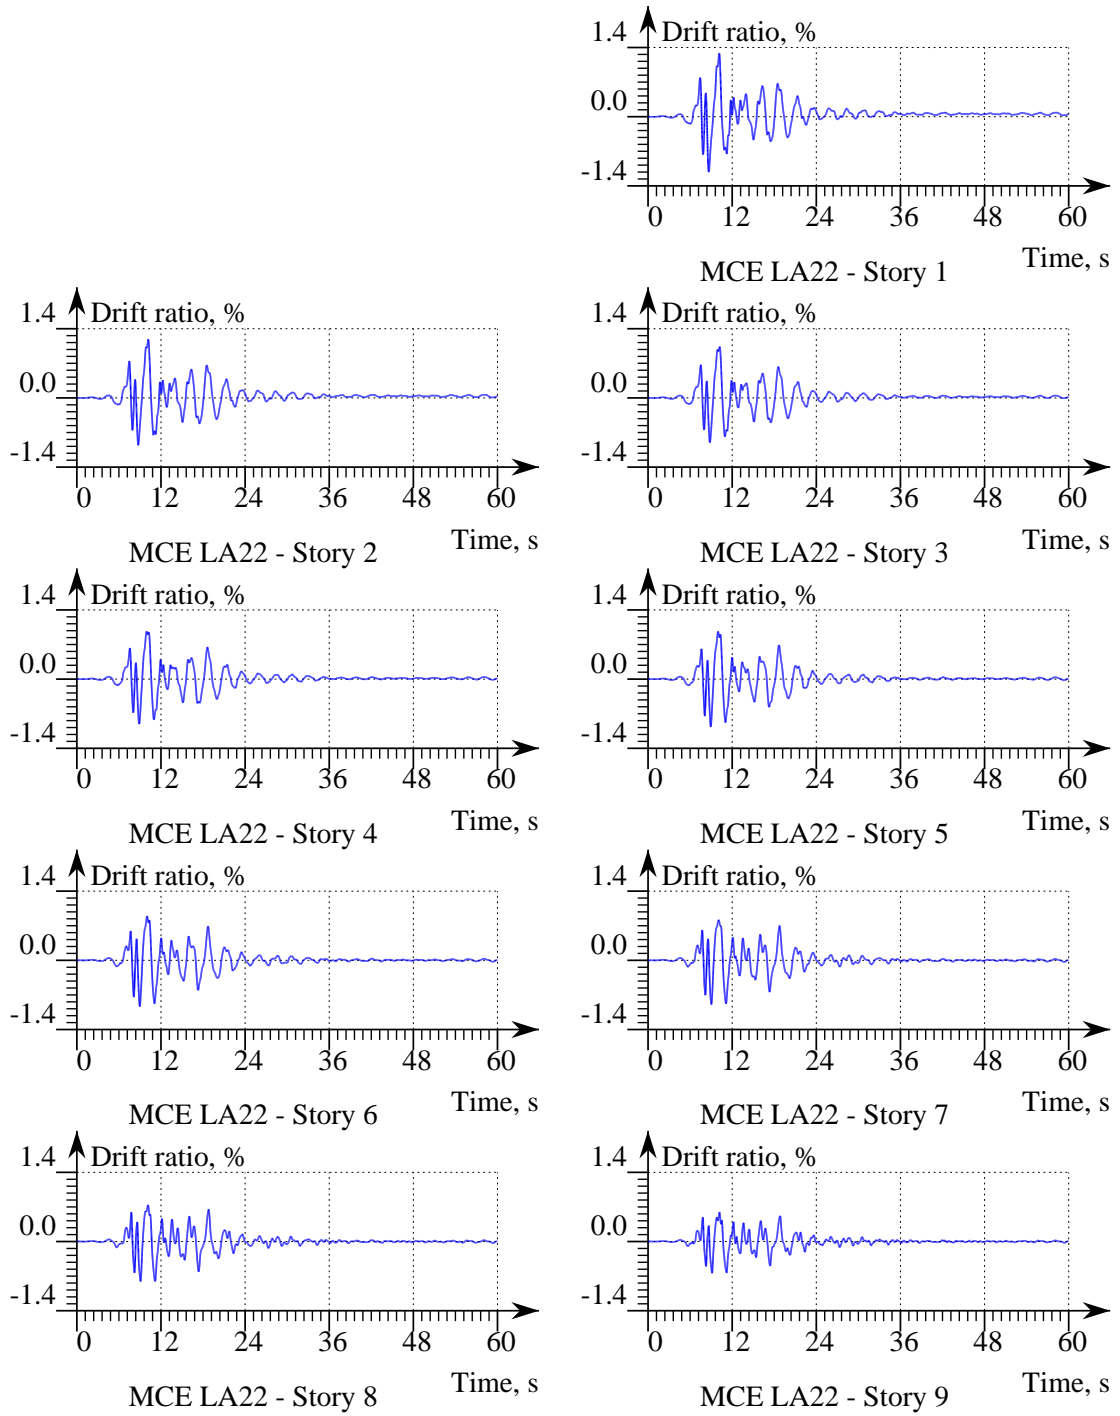 Drift ratio, %
1.4
0.0
-1.4
0 12 24 36 48 60
Time, s
MCE LA22 - Story 1
Drift ratio, %
1.4
0.0
-1.4
0 12 24 36 48 60
Time, s
MCE LA22 - Story 2
Drift ratio, %
1.4
0.0
-1.4
0 12 24 36 48 60
Time, s
MCE LA22 - Story 3
Drift ratio, %
1.4
0.0
-1.4
0 12 24 36 48 60
Time, s
MCE LA22 - Story 4
Drift ratio, %
1.4
0.0
-1.4
0 12 24 36 48 60
Time, s
MCE LA22 - Story 5
Drift ratio, %
1.4
0.0
-1.4
0 12 24 36 48 60
Time, s
MCE LA22 - Story 6
Drift ratio, %
1.4
0.0
-1.4
0 12 24 36 48 60
Time, s
MCE LA22 - Story 7
Drift ratio, %
1.4
0.0
-1.4
0 12 24 36 48 60
Time, s
MCE LA22 - Story 8
Drift ratio, %
1.4
0.0
-1.4
0 12 24 36 48 60
Time, s
MCE LA22 - Story 9